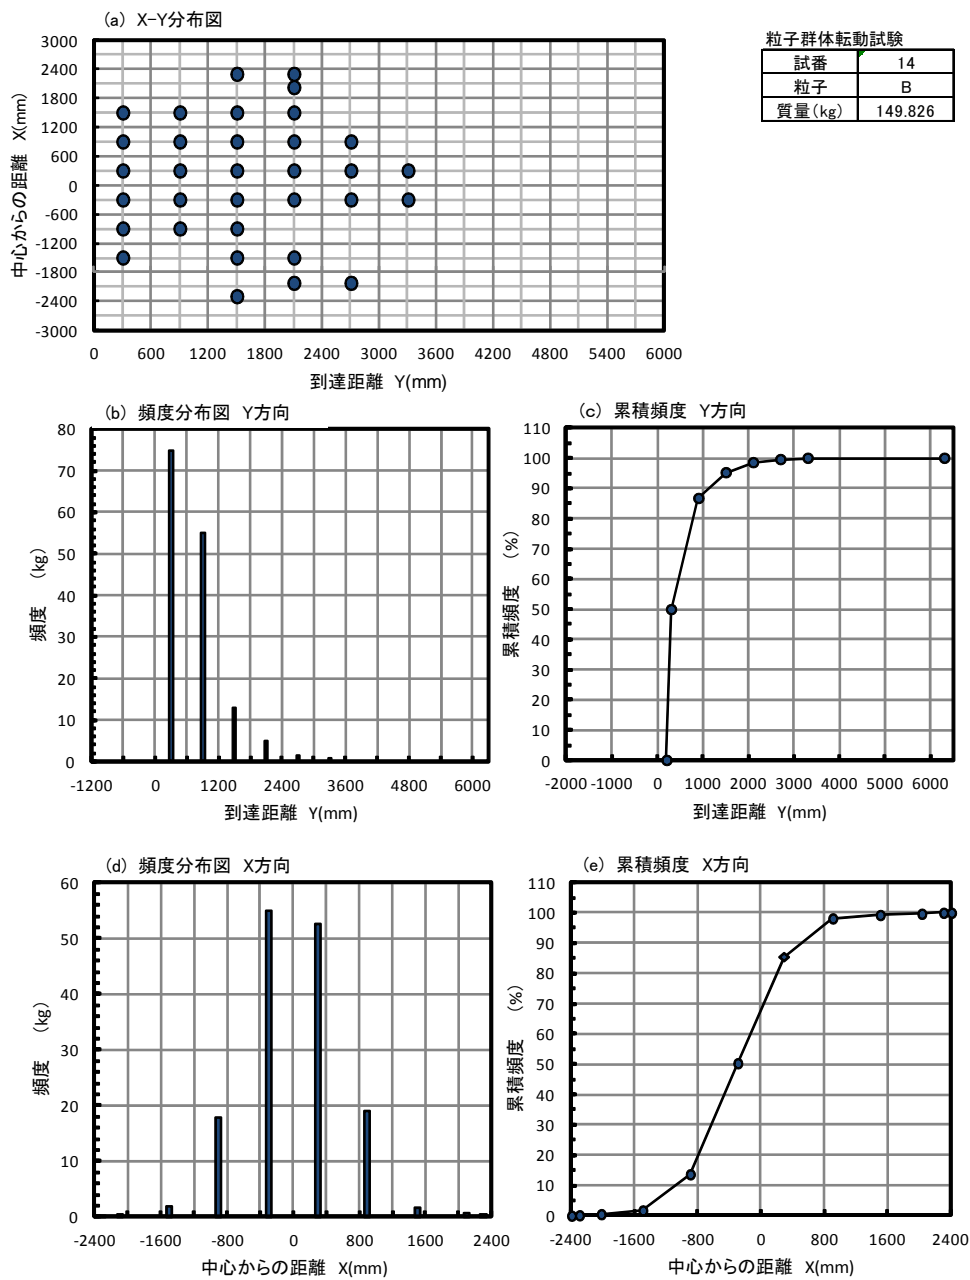 (a) X-Y分布図
粒子群体転動試験
試番 14
粒子 B
質量(kg) 149.826
3000
2400
1800
1200
600
0
-600
-1200
-1800
-2400
-3000
中心からの距離 X(mm)
0 600 1200 1800 2400 3000 3600 4200 4800 5400 6000
到達距離 Y(mm)
(b) 頻度分布図 Y方向
80
70
60
50
40
30
20
10
0
頻度 (kg)
-1200 0 1200 2400 3600 4800 6000
到達距離 Y(mm)
(c) 累積頻度 Y方向
110
100
90
80
70
60
50
40
30
20
10
0
累積頻度 (%)
-2000 -1000 0 1000 2000 3000 4000 5000 6000
到達距離 Y(mm)
(d) 頻度分布図 X方向
60
50
40
30
20
10
0
頻度 (kg)
-2400 -1600 -800 0 800 1600 2400
中心からの距離 X(mm)
(e) 累積頻度 X方向
110
100
90
80
70
60
50
40
30
20
10
0
累積頻度 (%)
-2400 -1600 -800 0 800 1600 2400
中心からの距離 X(mm)